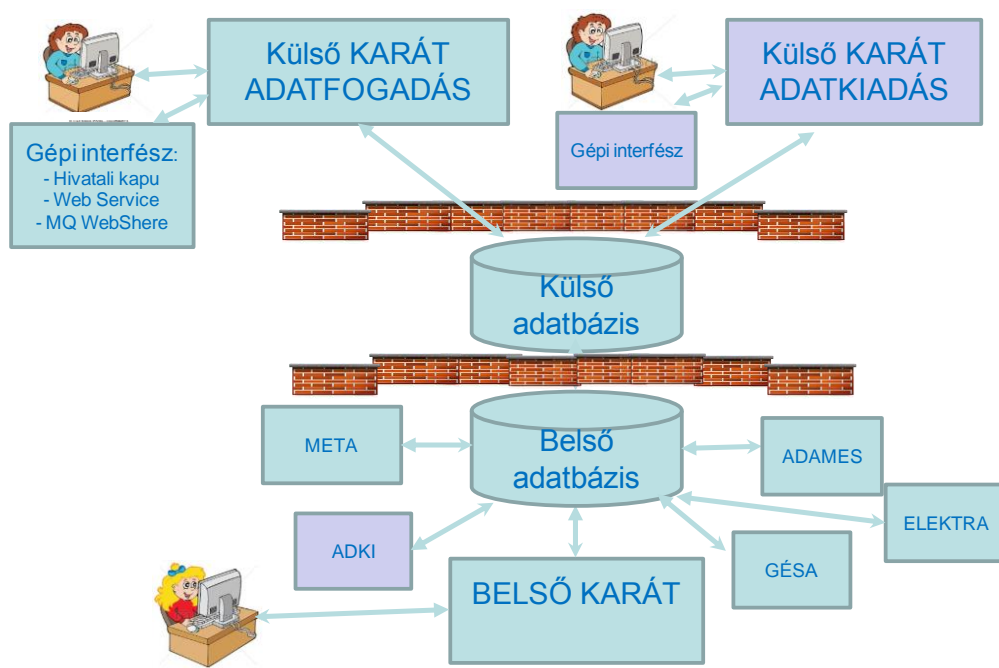 Külső KARÁT
ADATFOGADÁS
Külső KARÁT
ADATKIADÁS
Gépi interfész:
- Hivatali kapu
- Web Service
- MQ WebShere
Gépi interfész
Külső
adatbázis
META
Belső
adatbázis
ADAMES
ELEKTRA
ADKI
GÉSA
BELSŐ KARÁT